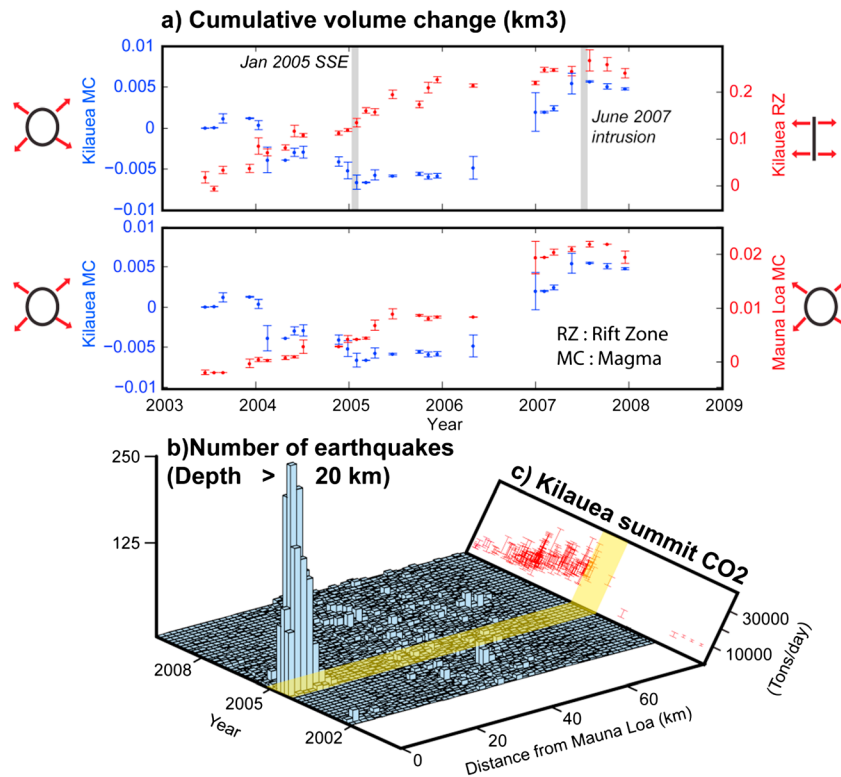 a) Cumulative volume change (km3)
0.01
0.005
0
−0.005
−0.01
Kilauea MC
Jan 2005 SSE
June 2007
intrusion
0.2
0.1
0
Kilauea RZ
0.005
0
−0.005
−0.01
Kilauea MC
0.02
0.01
0
Mauna Loa MC
RZ : Rift Zone
MC : Magma
2003 2004 2005 2006 2007 2008 2009
Year
b)Number of earthquakes
(Depth > 20 km)
250
125
c) Kilauea summit CO2
30000
10000
(Tons/day)
2008
2005
2002
Year
0 20 40 60
Distance from Mauna Loa (km)